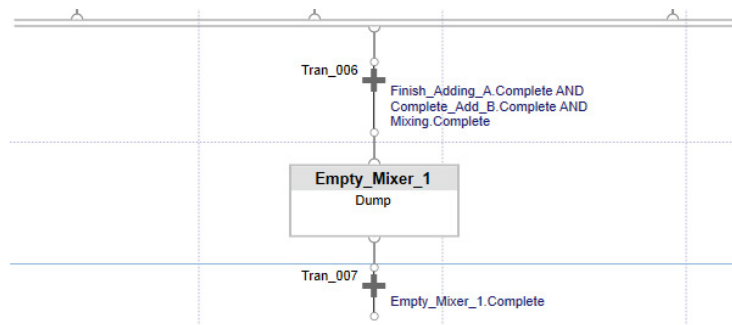 Tran_006
Finish_Adding_A.Complete AND
Complete_Add_B.Complete AND
Mixing.Complete
Empty_Mixer_1
Dump
Tran_007
Empty_Mixer_1.Complete